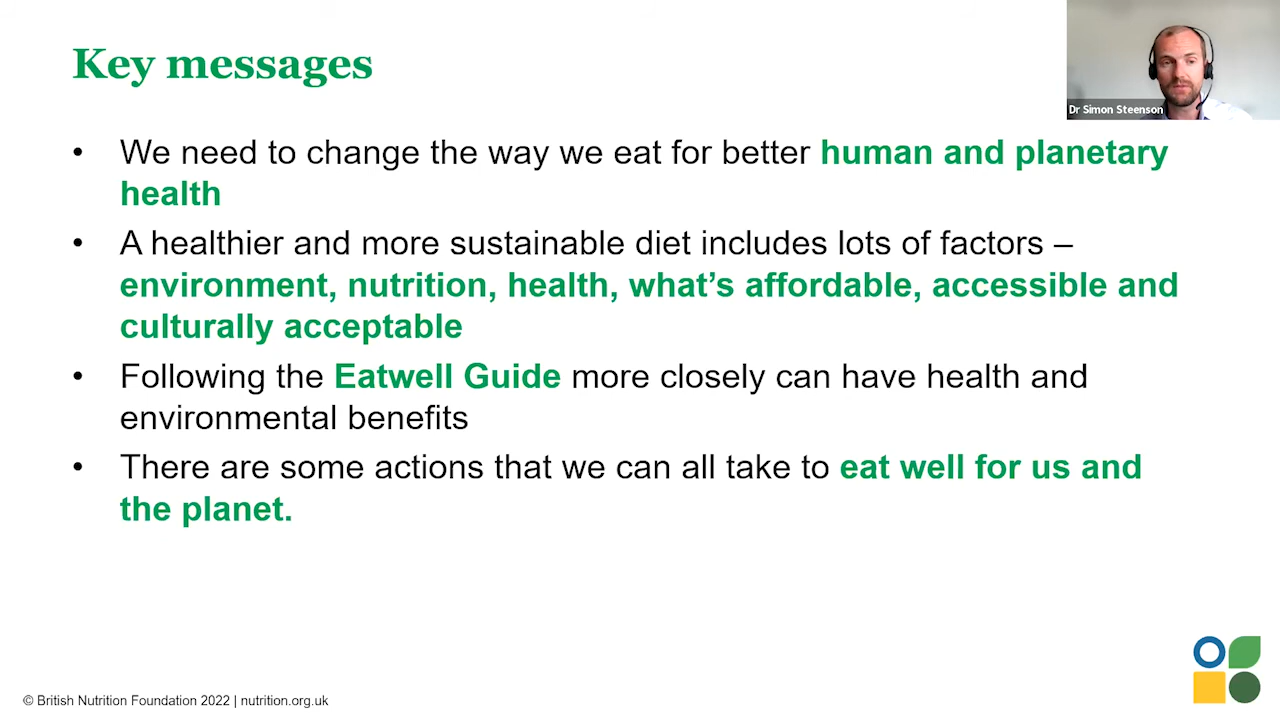 Key messages
Dr Simon Steenson
• We need to change the way we eat for better human and planetary
health
• A healthier and more sustainable diet includes lots of factors –
environment, nutrition, health, what’s affordable, accessible and
culturally acceptable
• Following the Eatwell Guide more closely can have health and
environmental benefits
• There are some actions that we can all take to eat well for us and
the planet.
© British Nutrition Foundation 2022 | nutrition.org.uk